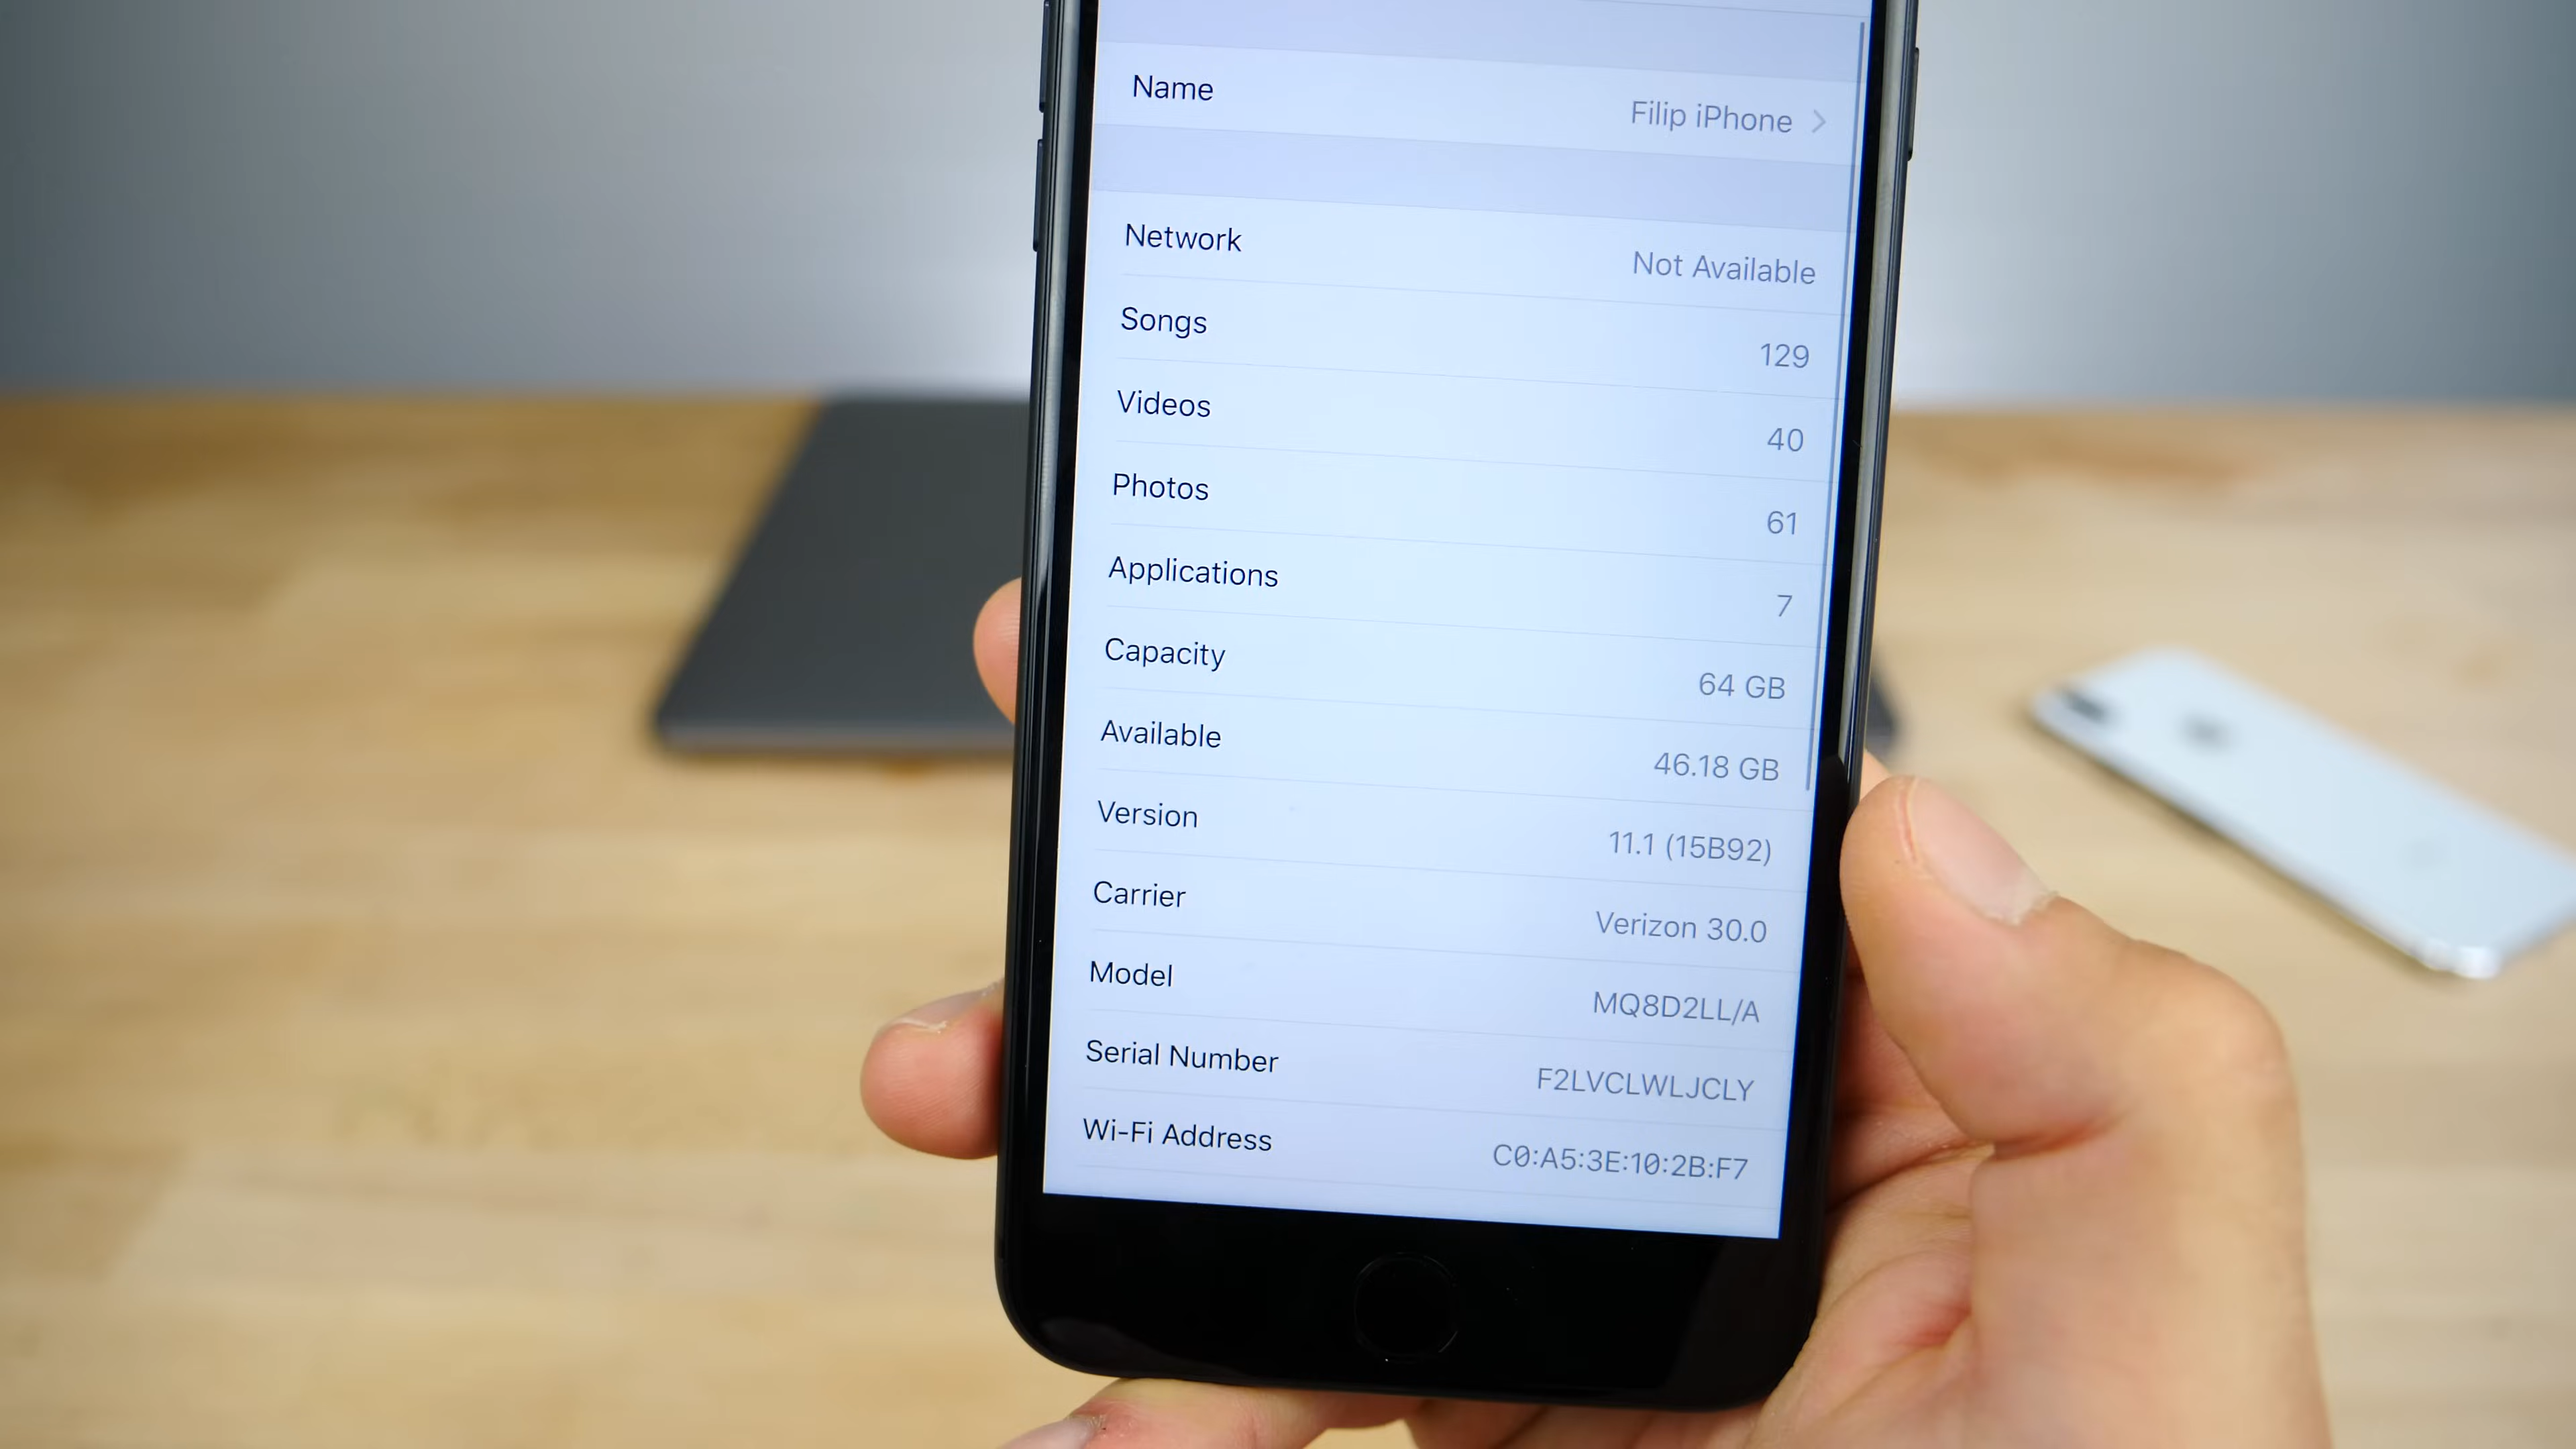 Name Filip iPhone
Network Not Available
Songs 129
Videos 40
Photos 61
Applications 7
Capacity 64 GB
Available 46.18 GB
Version 11.1 (15B92)
Carrier Verizon 30.0
Model MQ8D2LL/A
Serial Number F2LVCLWLJCLY
Wi-Fi Address C0:A5:3E:10:2B:F7